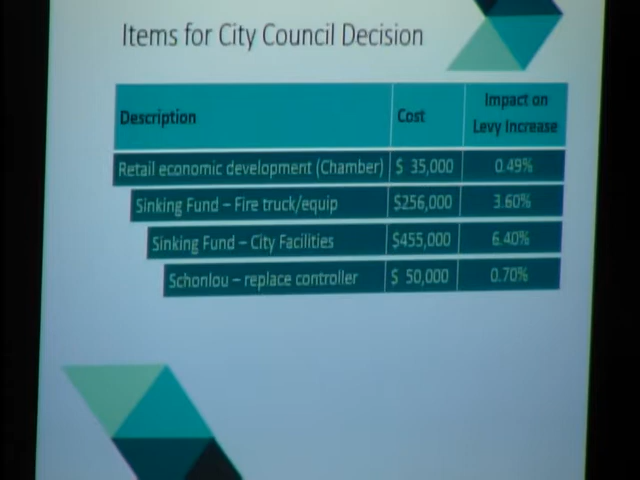 Items for City Council Decision
Description Cost Impact on Levy Increase
Retail economic development (Chamber) $ 35,000 0.49%
Sinking Fund – Fire truck/equip $256,000 3.60%
Sinking Fund – City Facilities $455,000 6.40%
Schonlou – replace controller $ 50,000 0.70%